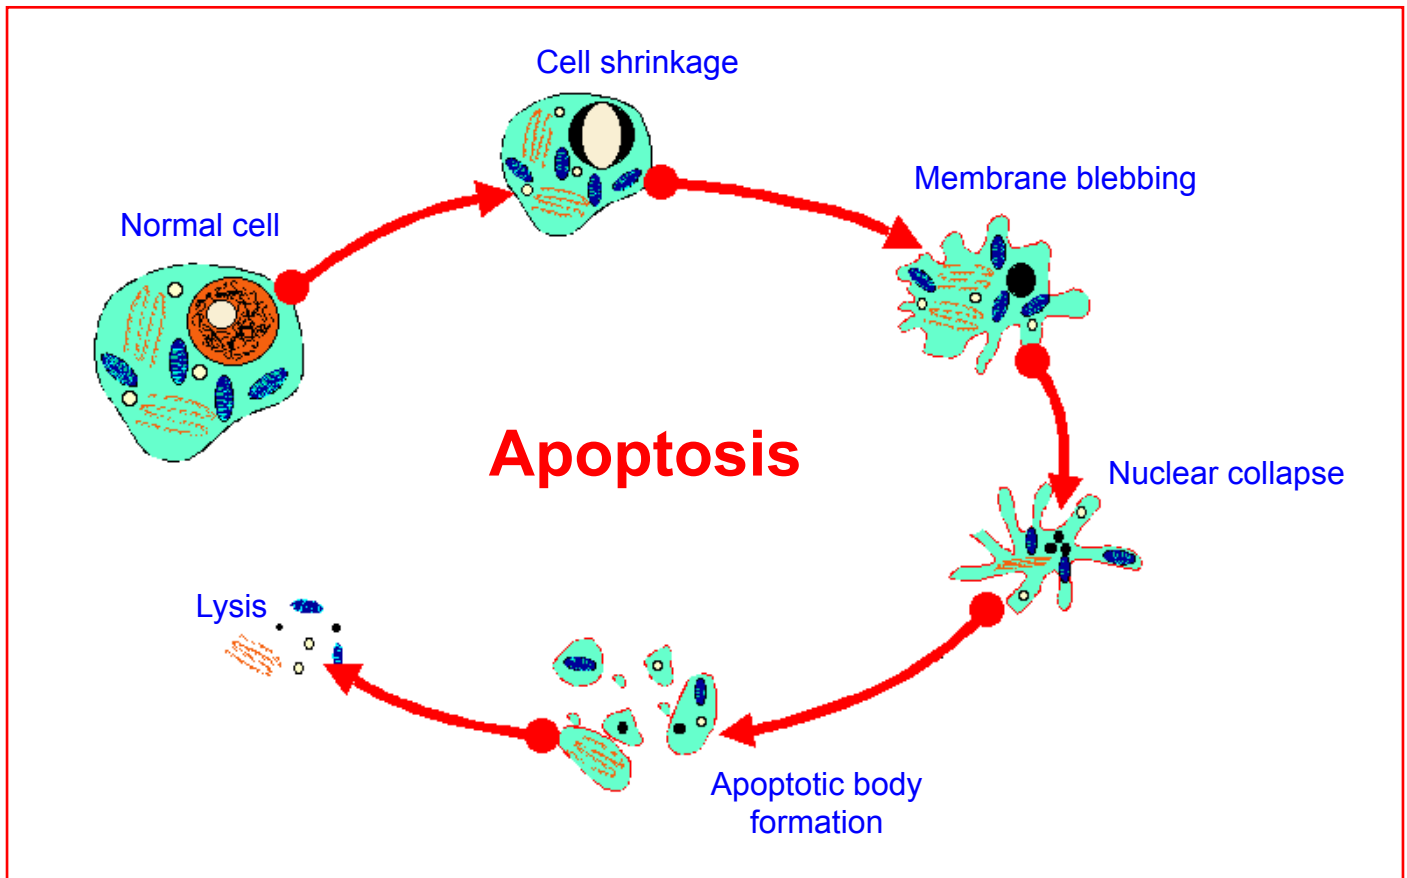 Cell shrinkage
Membrane blebbing
Normal cell
Apoptosis
Nuclear collapse
Lysis
Apoptotic body
formation